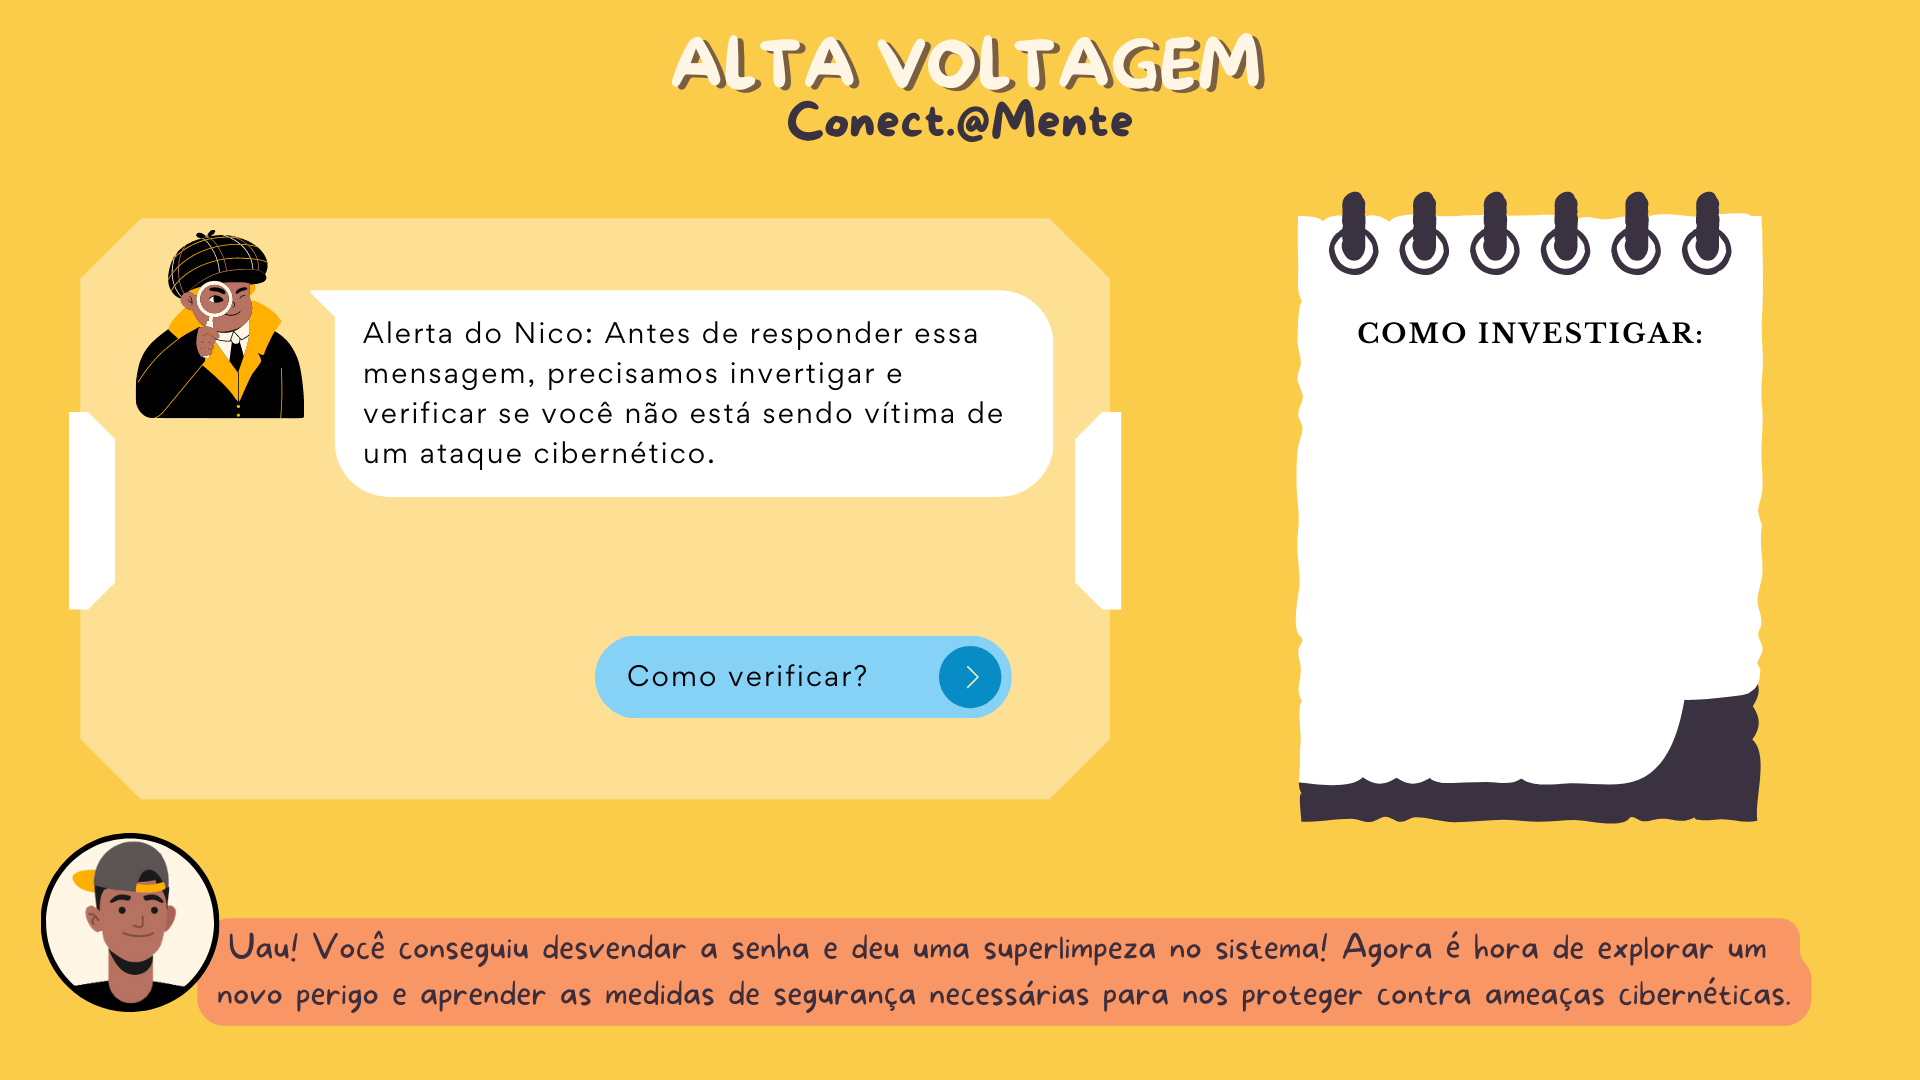 ALTA VOLTAGEM
Conect.@Mente
Alerta do Nico: Antes de responder essa
mensagem, precisamos invertigar e
verificar se você não está sendo vítima de
um ataque cibernético.
Como verificar?
COMO INVESTIGAR:
Uau! Você conseguiu desvendar a senha e deu uma superlimpeza no sistema! Agora é hora de explorar um
novo perigo e aprender as medidas de segurança necessárias para nos proteger contra ameaças cibernéticas.